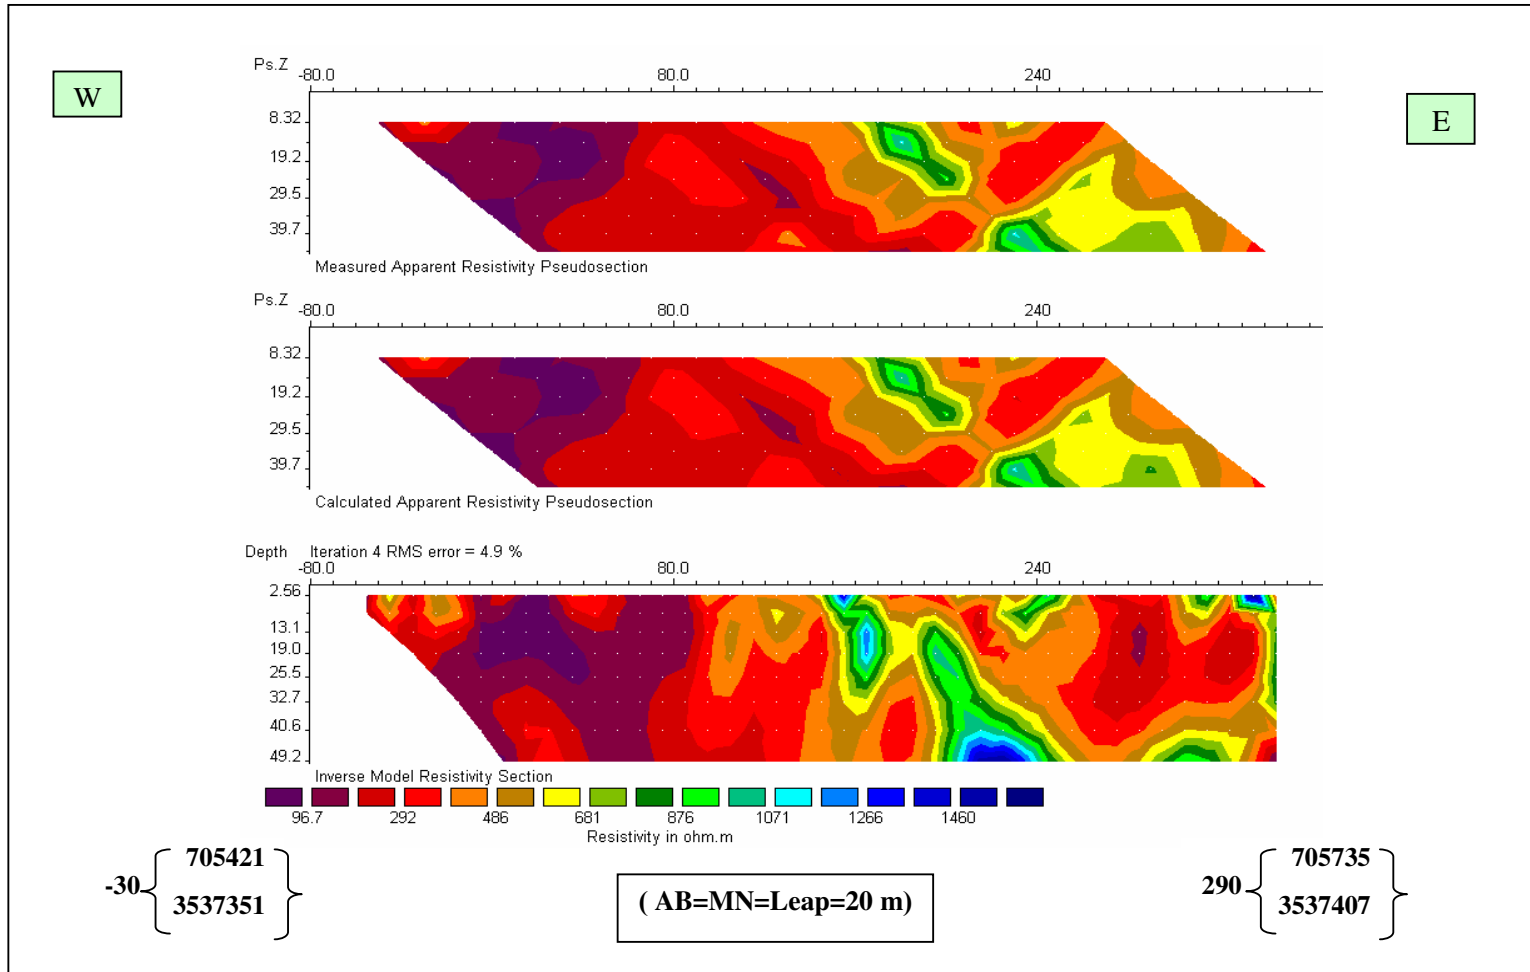 W
E
Ps.Z -80.0 80.0 240
8.32
19.2
29.5
39.7
Measured Apparent Resistivity Pseudosection
Ps.Z -80.0 80.0 240
8.32
19.2
29.5
39.7
Calculated Apparent Resistivity Pseudosection
Depth Iteration 4 RMS error = 4.9 %
-80.0 80.0 240
2.56
13.1
19.0
25.5
32.7
40.6
49.2
Inverse Model Resistivity Section
96.7 292 486 681 876 1071 1266 1460
Resistivity in ohm.m
-30 { 705421
3537351 }
( AB=MN=Leap=20 m)
290 { 705735
3537407 }